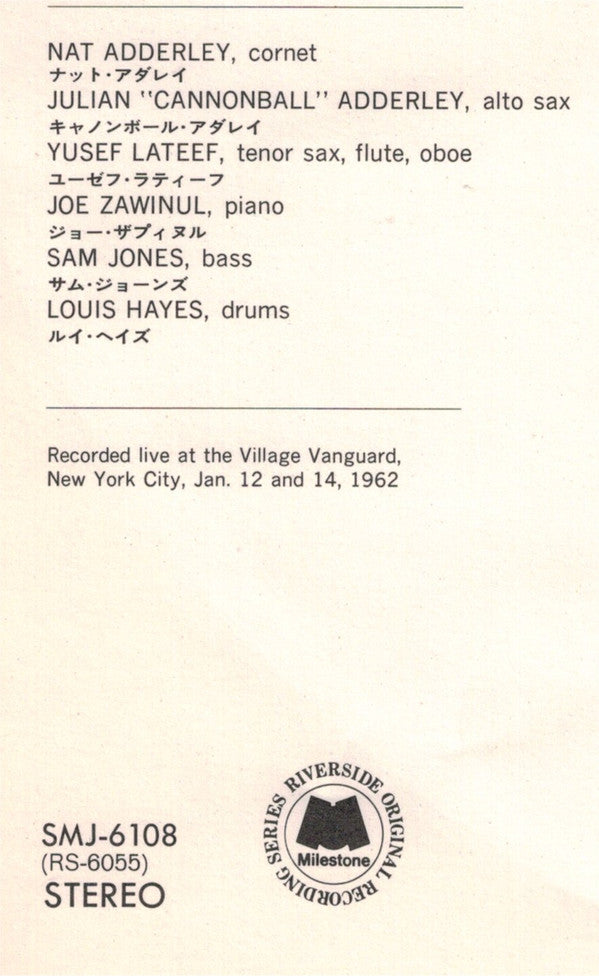 NAT ADDERLEY, cornet
ナット・アダレイ
JULIAN "CANNONBALL" ADDERLEY, alto sax
キャノンボール・アダレイ
YUSEF LATEEF, tenor sax, flute, oboe
ユーゼフ・ラティーフ
JOE ZAWINUL, piano
ジョー・ザヴィヌル
SAM JONES, bass
サム・ジョーンズ
LOUIS HAYES, drums
ルイ・ヘイズ
Recorded live at the Village Vanguard,
New York City, Jan. 12 and 14, 1962
SMJ-6108
(RS-6055)
STEREO
RIVERSIDE ORIGINAL RECORDING SERIES
Milestone